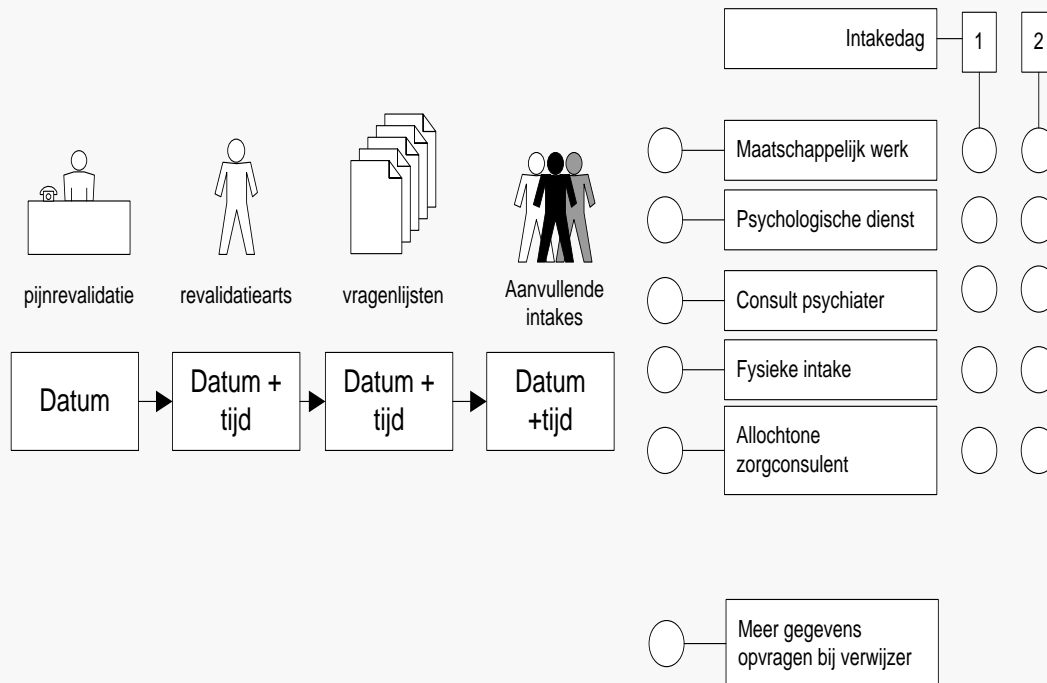 Intakedag
1
2
Maatschappelijk werk
Psychologische dienst
Consult psychiater
Fysieke intake
Allochtone
zorgconsulent
Meer gegevens
opvragen bij verwijzer
pijnrevalidatie
revalidatiearts
vragenlijsten
Aanvullende
intakes
Datum
Datum +
tijd
Datum +
tijd
Datum
+tijd